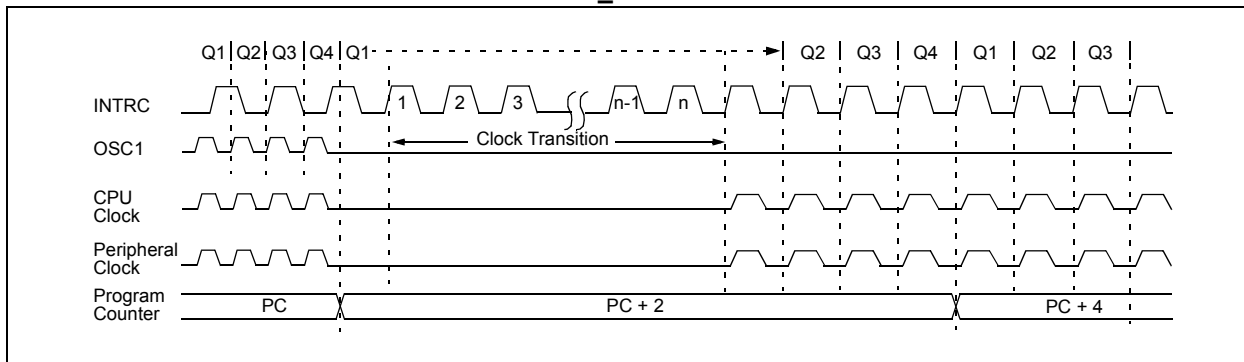 Q1 Q2 Q3 Q4 Q1 Q2 Q3 Q4 Q1 Q2 Q3
INTRC 1 2 3 n-1 n
Clock Transition
OSC1
CPU
Clock
Peripheral
Clock
Program
Counter PC PC + 2 PC + 4